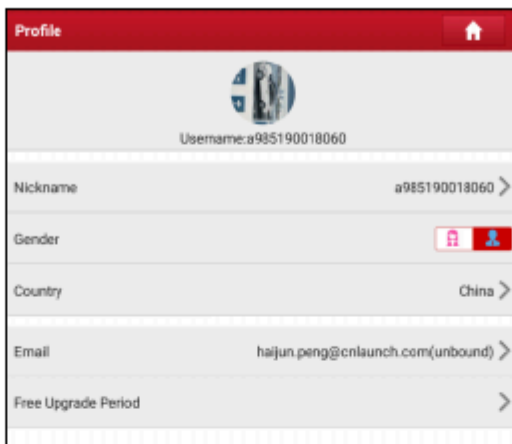 Profile
Username:a985190018060
Nickname a985190018060
Gender
Country China
Email haijun.peng@cnlaunch.com(unbound)
Free Upgrade Period